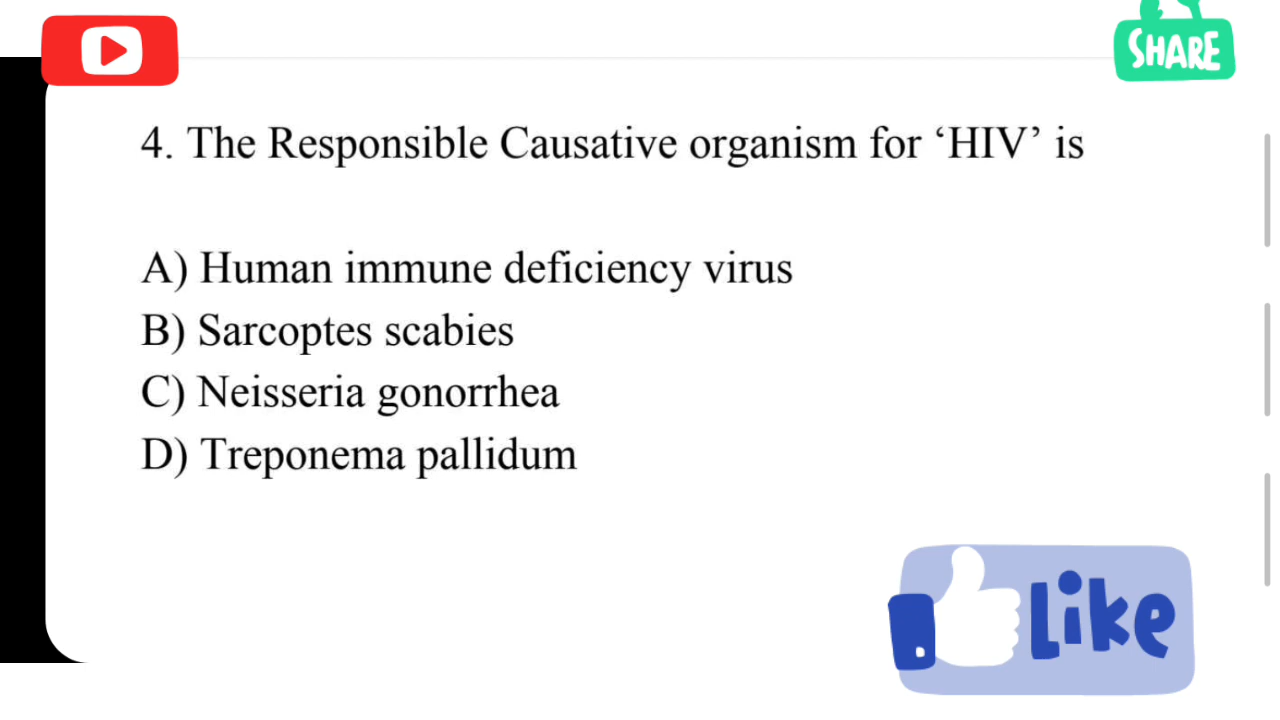 SHARE
4. The Responsible Causative organism for ‘HIV’ is
A) Human immune deficiency virus
B) Sarcoptes scabies
C) Neisseria gonorrhea
D) Treponema pallidum
Like